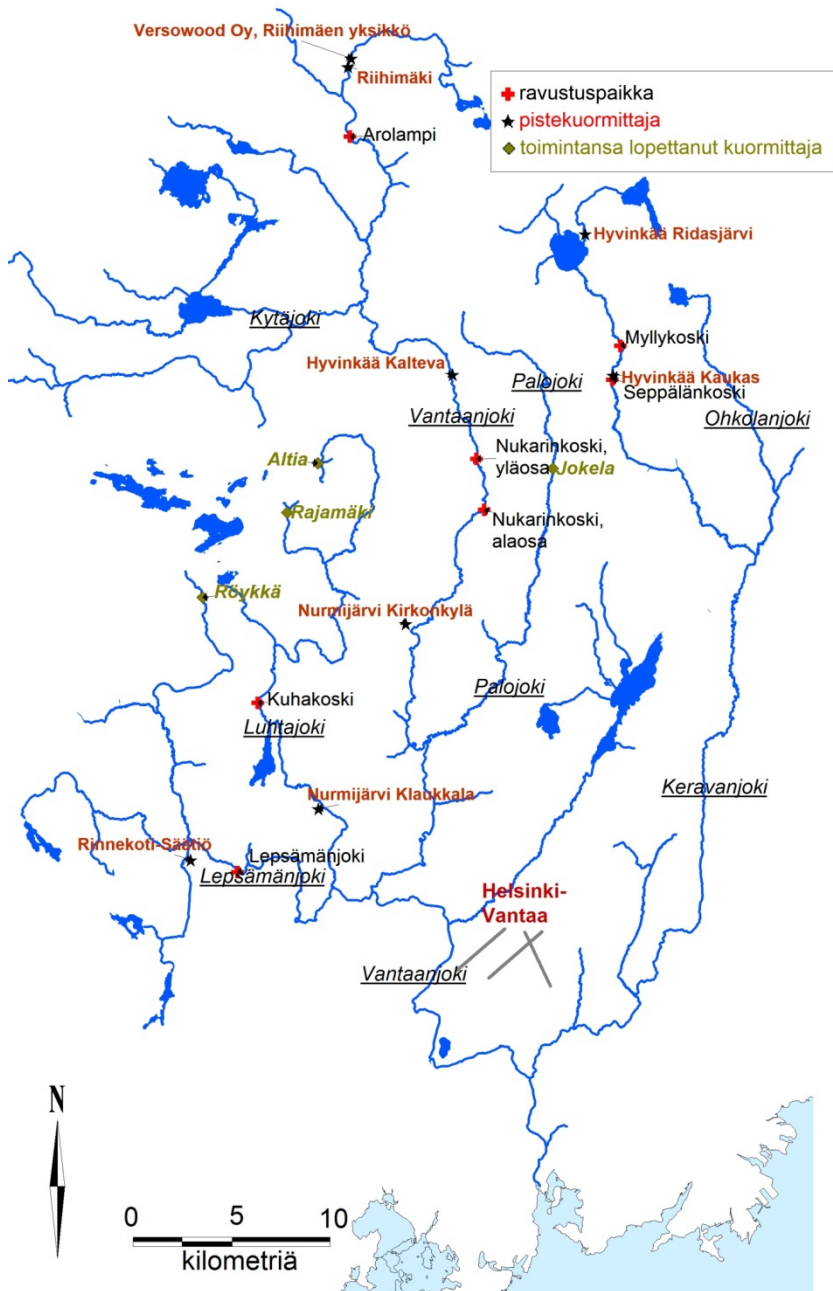 Versowood Oy, Riihimäen yksikkö
Riihimäki
ravustuspaikka
pistekuormittaja
toimintansa lopettanut kuormittaja
Arolampi
Hyvinkää Ridasjärvi
Kytäjoki
Myllykoski
Hyvinkää Kalteva
Palojoki
Hyvinkää Kaukas
Seppälänkoski
Vantaanjoki
Ohkolanjoki
Altia
Nukarinkoski,
yläosa
Jokela
Rajamäki
Nukarinkoski,
alaosa
Röykkä
Nurmijärvi Kirkonkylä
Palojoki
Kuhakoski
Luhtajoki
Keravanjoki
Nurmijärvi Klaukkala
Rinnekoti-Säätiö
Lepsämänjoki
Lepsämänjoki
Helsinki-
Vantaa
Vantaanjoki
N
0 5 10
kilometriä